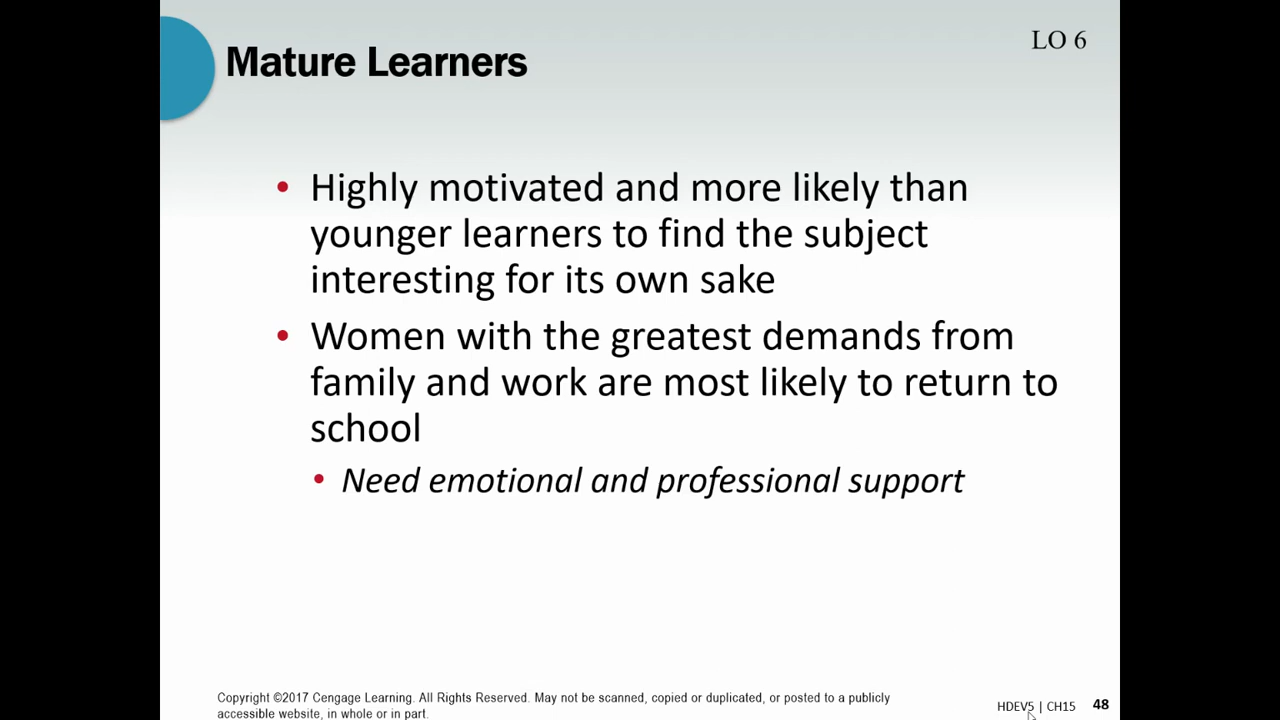 Mature Learners
LO 6
• Highly motivated and more likely than
younger learners to find the subject
interesting for its own sake
• Women with the greatest demands from
family and work are most likely to return to
school
• Need emotional and professional support
Copyright ©2017 Cengage Learning. All Rights Reserved. May not be scanned, copied or duplicated, or posted to a publicly
accessible website, in whole or in part.
HDEV5 | CH15 48